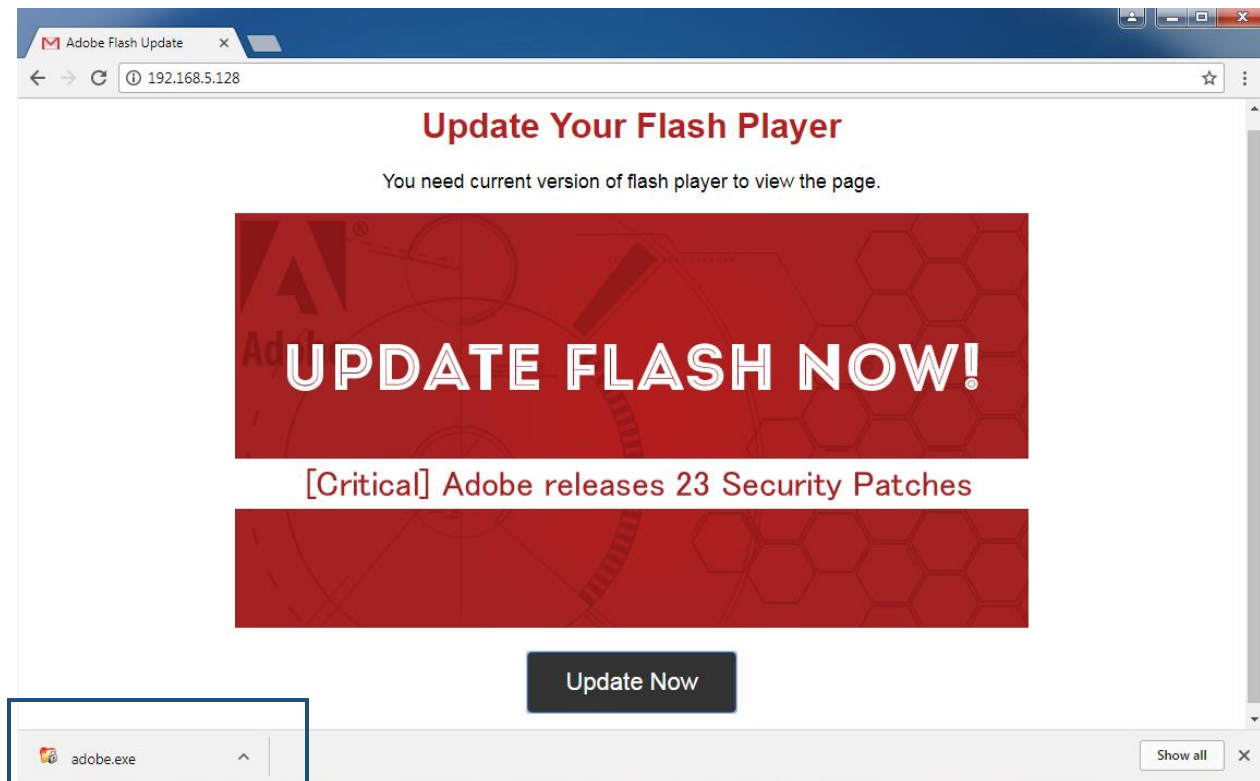 Adobe Flash Update
192.168.5.128
Update Your Flash Player
You need current version of flash player to view the page.
Adobe
UPDATE FLASH NOW!
[Critical] Adobe releases 23 Security Patches
Update Now
adobe.exe
Show all